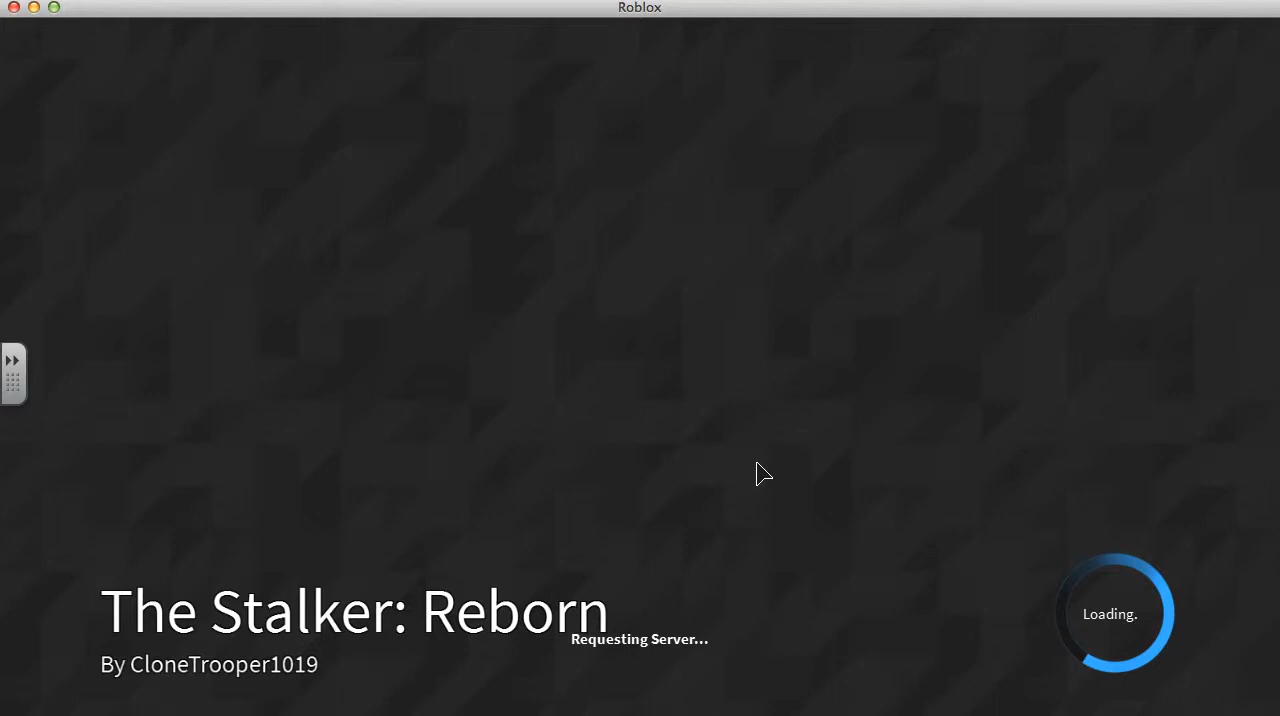 Roblox
The Stalker: Reborn
Requesting Server...
By CloneTrooper1019
Loading.